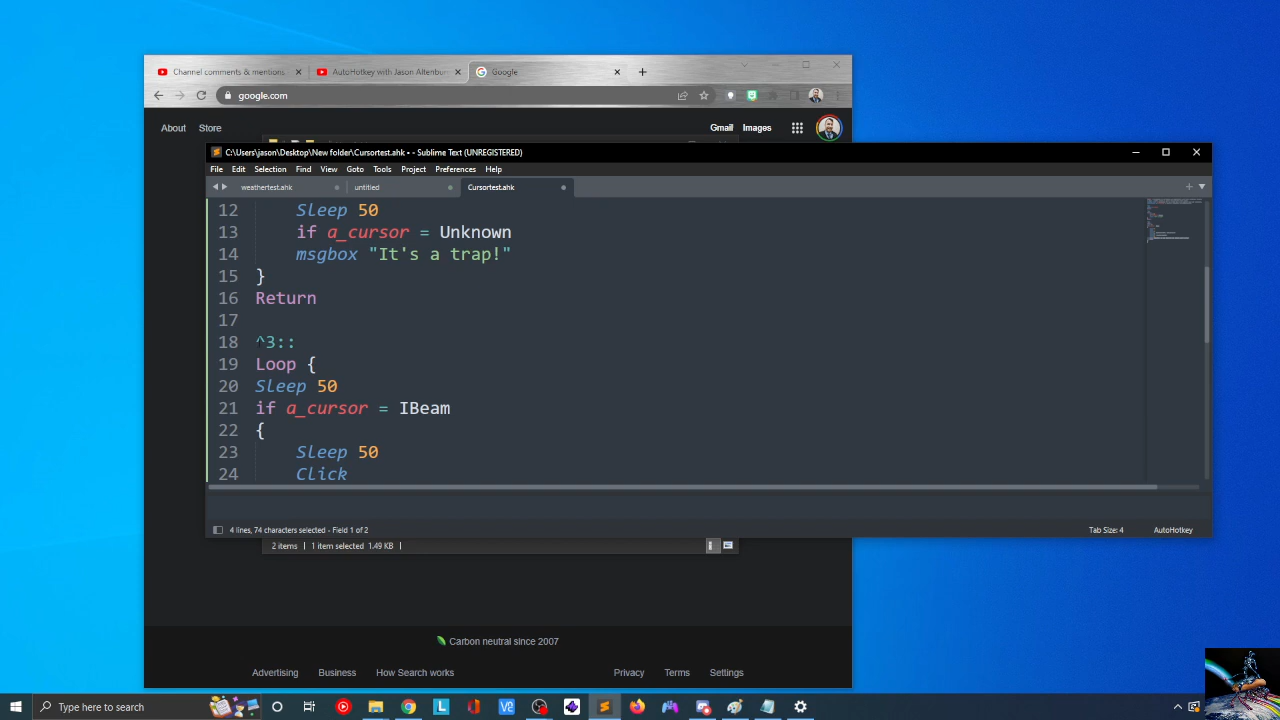 Channel comments & mentions
AutoHotkey with Jason Altenbur
Google
google.com
About
Store
Gmail
Images
C:\Users\jason\Desktop\New folder\Cursortest.ahk • - Sublime Text (UNREGISTERED)
File Edit Selection Find View Goto Tools Project Preferences Help
weathertest.ahk
untitled
Cursortest.ahk
12 Sleep 50
13 if a_cursor = Unknown
14 msgbox "It's a trap!"
15 }
16 Return
17
18 ^3::
19 Loop {
20 Sleep 50
21 if a_cursor = IBeam
22 {
23 Sleep 50
24 Click
4 lines, 74 characters selected - Field 1 of 2
Tab Size: 4
AutoHotkey
2 items
1 item selected 1.49 KB
Carbon neutral since 2007
Advertising
Business
How Search works
Privacy
Terms
Settings
Type here to search